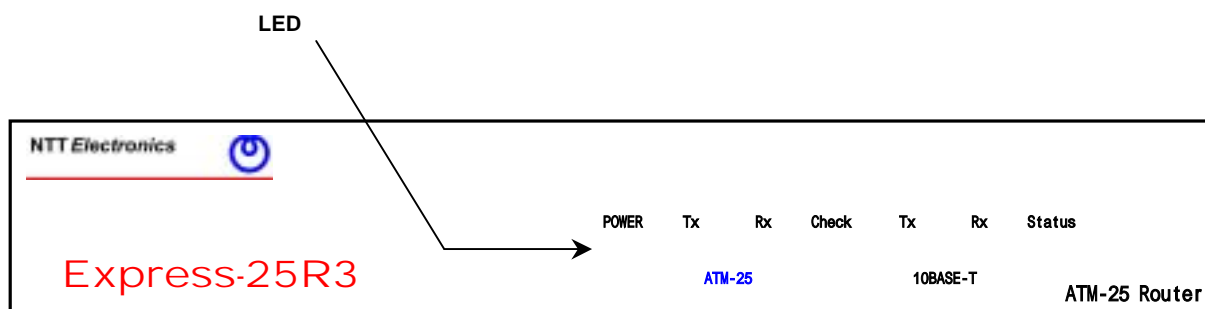 LED
NTT Electronics
POWER Tx Rx Check Tx Rx Status
Express-25R3
ATM-25 10BASE-T
ATM-25 Router